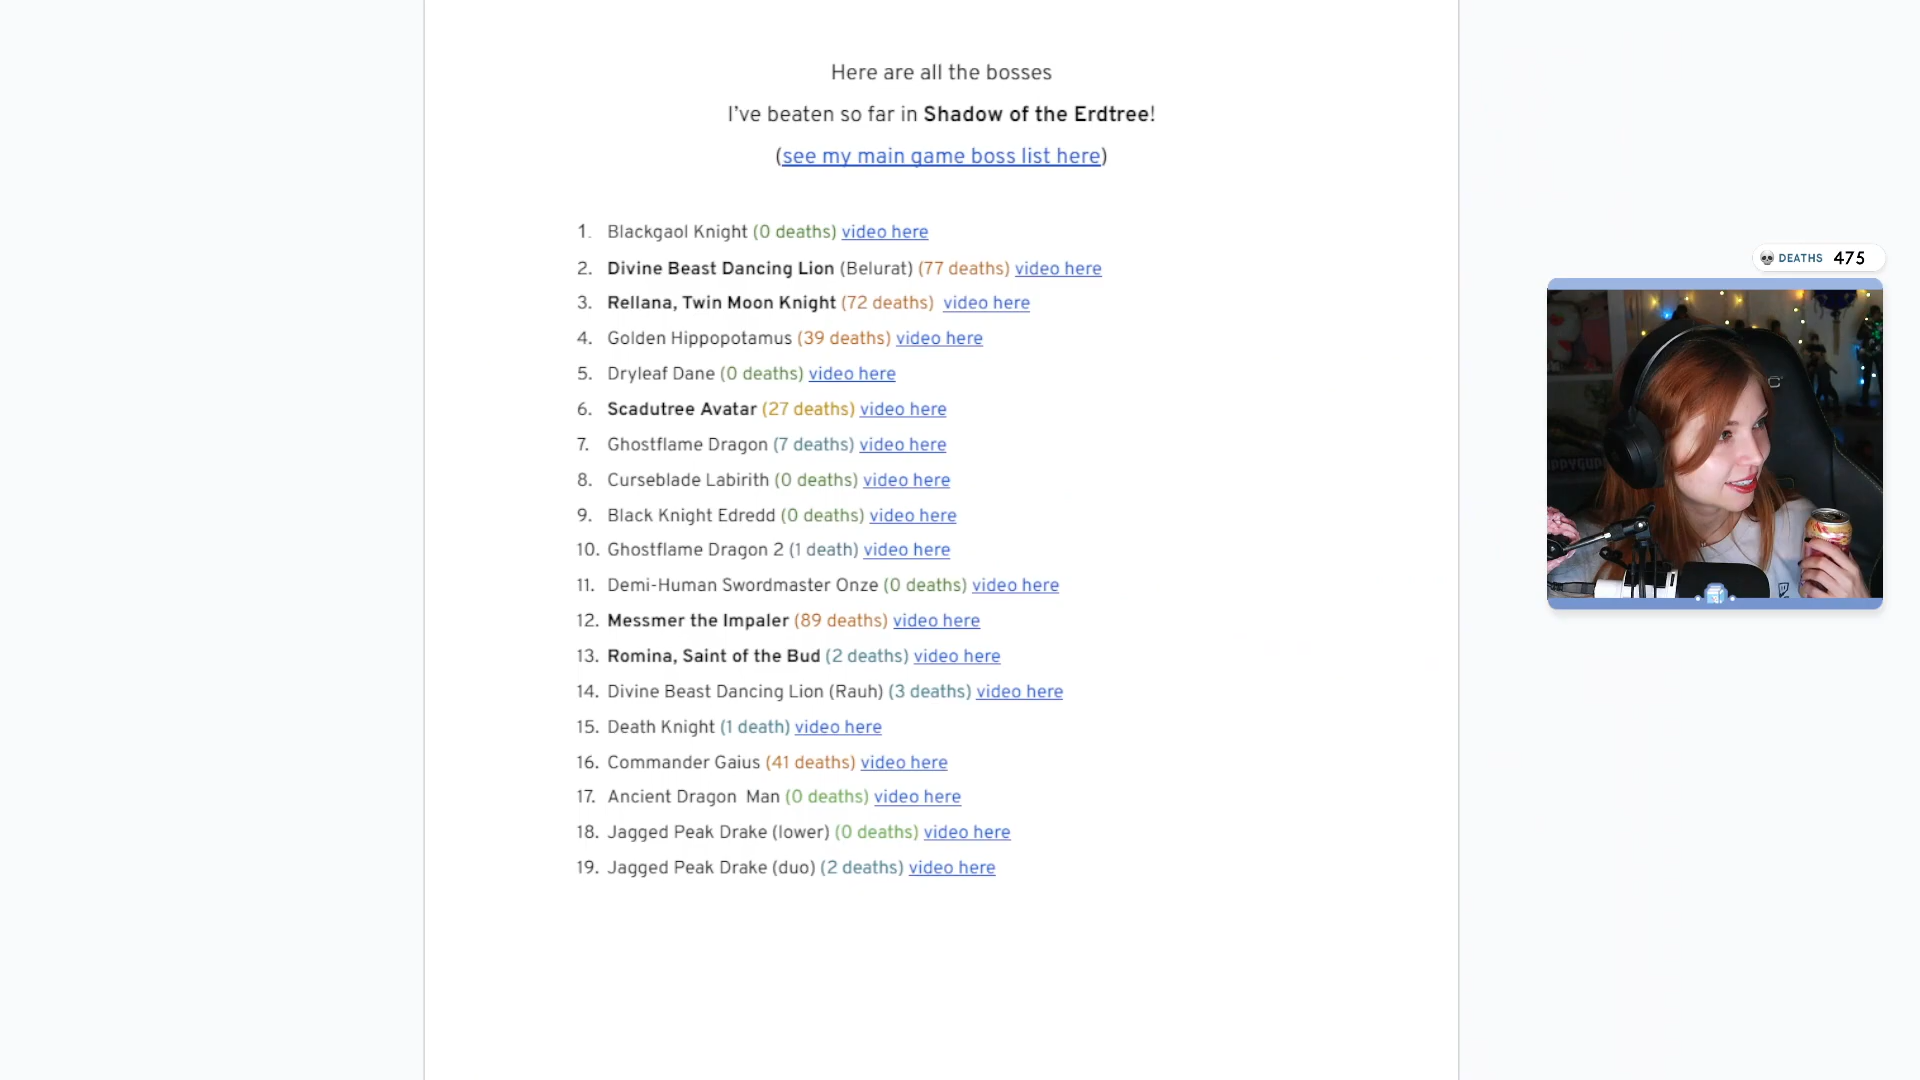 Here are all the bosses
I've beaten so far in Shadow of the Erdtree!
(see my main game boss list here)
1. Blackgaol Knight (0 deaths) video here
2. Divine Beast Dancing Lion (Belurat) (77 deaths) video here
3. Rellana, Twin Moon Knight (72 deaths) video here
4. Golden Hippopotamus (39 deaths) video here
5. Dryleaf Dane (0 deaths) video here
6. Scadutree Avatar (27 deaths) video here
7. Ghostflame Dragon (7 deaths) video here
8. Curseblade Labirith (0 deaths) video here
9. Black Knight Edredd (0 deaths) video here
10. Ghostflame Dragon 2 (1 death) video here
11. Demi-Human Swordmaster Onze (0 deaths) video here
12. Messmer the Impaler (89 deaths) video here
13. Romina, Saint of the Bud (2 deaths) video here
14. Divine Beast Dancing Lion (Rauh) (3 deaths) video here
15. Death Knight (1 death) video here
16. Commander Gaius (41 deaths) video here
17. Ancient Dragon Man (0 deaths) video here
18. Jagged Peak Drake (lower) (0 deaths) video here
19. Jagged Peak Drake (duo) (2 deaths) video here
DEATHS 475